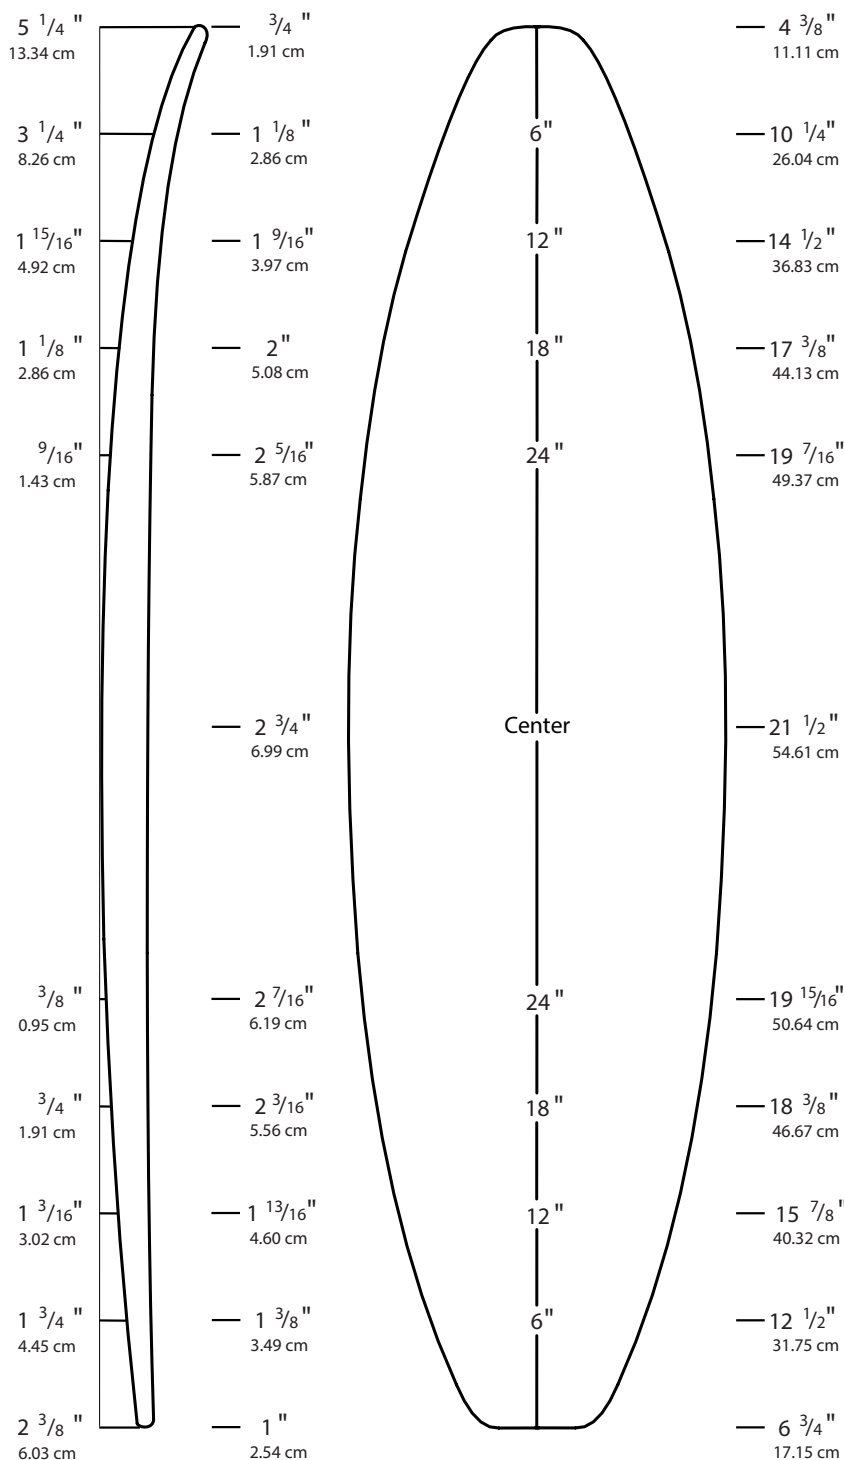 5 1/4 " 3/4 " 4 3/8 "
13.34 cm 1.91 cm 11.11 cm
3 1/4 " 1 1/8 " 6" 10 1/4 "
8.26 cm 2.86 cm 26.04 cm
1 15/16" 1 9/16" 12" 14 1/2 "
4.92 cm 3.97 cm 36.83 cm
1 1/8 " 2" 18" 17 3/8 "
2.86 cm 5.08 cm 44.13 cm
9/16" 2 5/16" 24" 19 7/16"
1.43 cm 5.87 cm 49.37 cm
2 3/4 " Center 21 1/2 "
6.99 cm 54.61 cm
3/8 " 2 7/16" 24" 19 15/16"
0.95 cm 6.19 cm 50.64 cm
3/4 " 2 3/16" 18" 18 3/8 "
1.91 cm 5.56 cm 46.67 cm
1 3/16" 1 13/16" 12" 15 7/8"
3.02 cm 4.60 cm 40.32 cm
1 3/4 " 1 3/8" 6" 12 1/2"
4.45 cm 3.49 cm 31.75 cm
2 3/8 " 1 " 6 3/4 "
6.03 cm 2.54 cm 17.15 cm